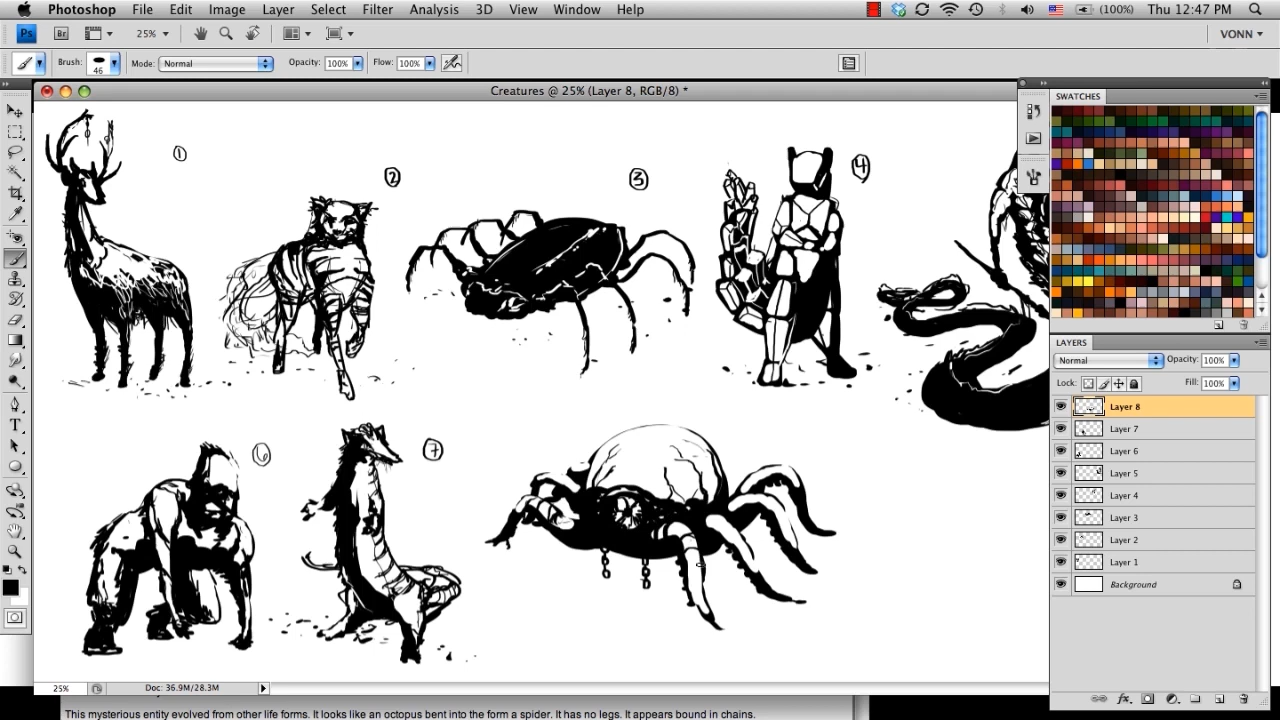 Photoshop File Edit Image Layer Select Filter Analysis 3D View Window Help (100%) Thu 12:47 PM
Ps Br 25% VONN
Brush: 46 Mode: Normal Opacity: 100% Flow: 100%
Creatures @ 25% (Layer 8, RGB/8) *
SWATCHES
1
2
3
4
6
7
LAYERS
Normal Opacity: 100%
Lock: Fill: 100%
Layer 8
Layer 7
Layer 6
Layer 5
Layer 4
Layer 3
Layer 2
Layer 1
Background
25% Doc: 36.9M/28.3M
This mysterious entity evolved from other life forms. It looks like an octopus bent into the form a spider. It has no legs. It appears bound in chains.